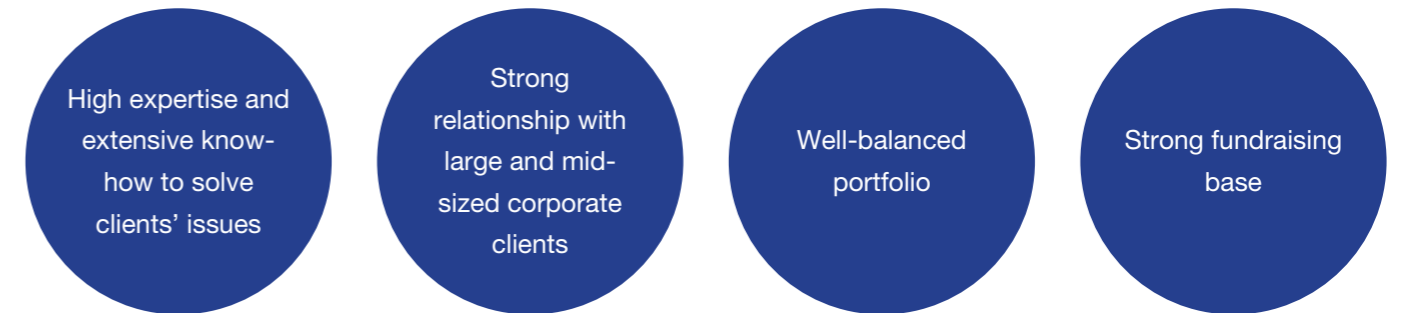 High expertise and
extensive know-
how to solve
clients’ issues
Strong
relationship with
large and mid-
sized corporate
clients
Well-balanced
portfolio
Strong fundraising
base